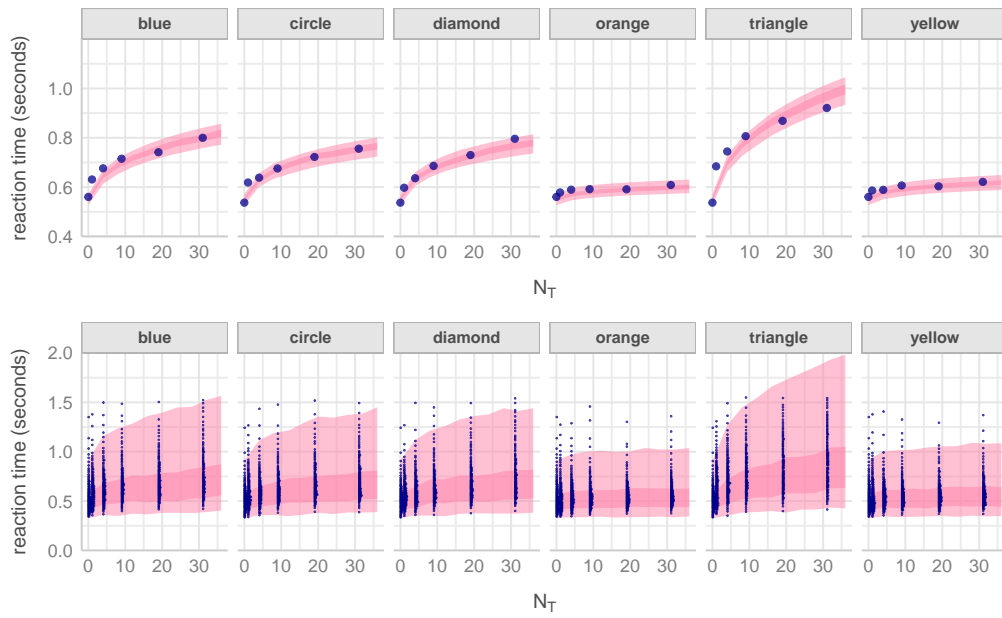 blue circle diamond orange triangle yellow
reaction time (seconds)
1.0
0.8
0.6
0.4
0 10 20 30 0 10 20 30 0 10 20 30 0 10 20 30 0 10 20 30 0 10 20 30
N_T
blue circle diamond orange triangle yellow
reaction time (seconds)
2.0
1.5
1.0
0.5
0.0
0 10 20 30 0 10 20 30 0 10 20 30 0 10 20 30 0 10 20 30 0 10 20 30
N_T